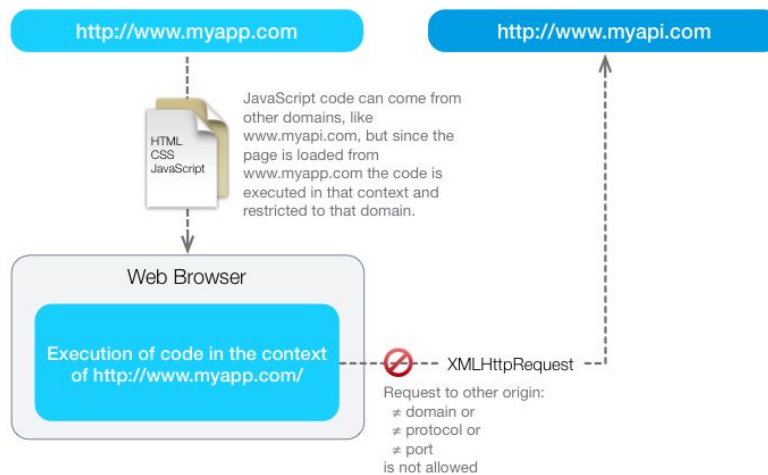 http://www.myapp.com
http://www.myapi.com
HTML
CSS
JavaScript
JavaScript code can come from
other domains, like
www.myapi.com, but since the
page is loaded from
www.myapp.com the code is
executed in that context and
restricted to that domain.
Web Browser
Execution of code in the context
of http://www.myapp.com/
XMLHttpRequest
Request to other origin:
≠ domain or
≠ protocol or
≠ port
is not allowed